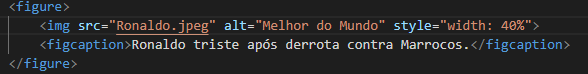 <figure>
<img src="Ronaldo.jpeg" alt="Melhor do Mundo" style="width: 40%">
<figcaption>Ronaldo triste após derrota contra Marrocos.</figcaption>
</figure>